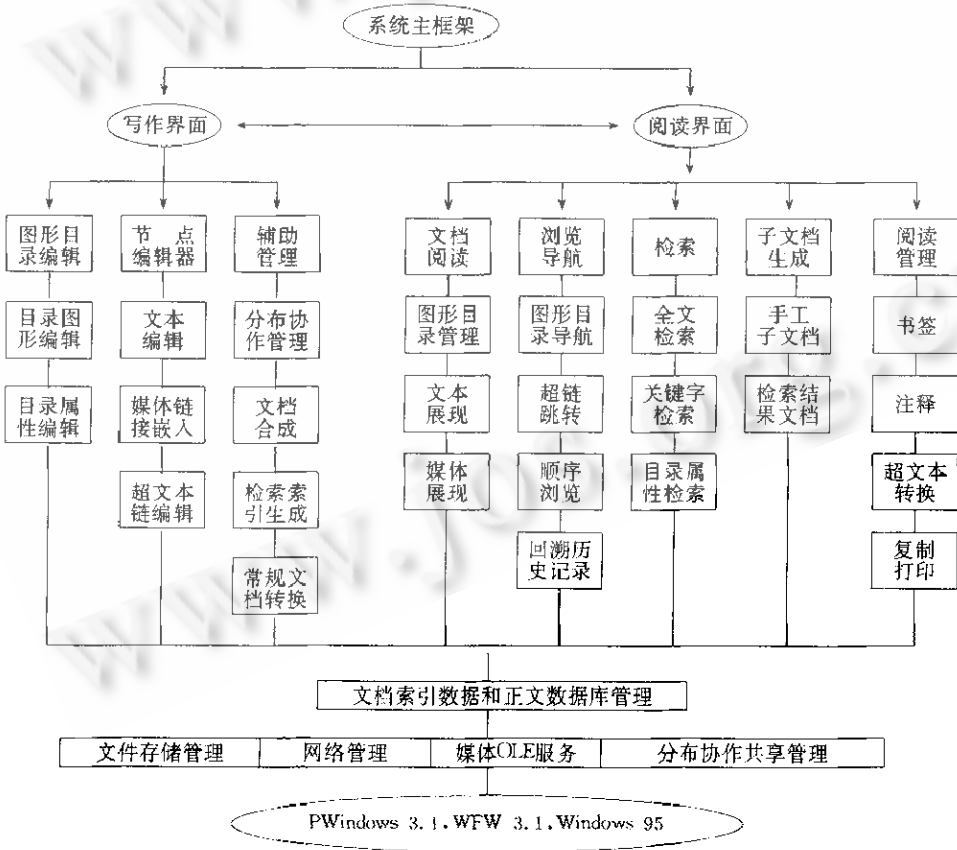 系统主框架
写作界面
阅读界面
图形目
录编辑
节 点
编辑器
辅助
管理
文档
阅读
浏览
导航
检索
子文档
生成
阅读
管理
目录图
形编辑
文本
编辑
分布协
作管理
图形目
录管理
图形目
录导航
全文
检索
手工
子文档
书签
目录属
性编辑
媒体链
接嵌入
文档
合成
文本
展现
超链
跳转
关键字
检索
检索结
果文档
注释
超文本
链编辑
检索索
引生成
媒体
展现
顺序
浏览
目录属
性检索
超文本
转换
常规文
档转换
回溯历
史记录
复制
打印
文档索引数据和正文数据库管理
文件存储管理
网络管理
媒体OLE服务
分布协作共享管理
PWindows 3.1.WFW 3.1.Windows 95